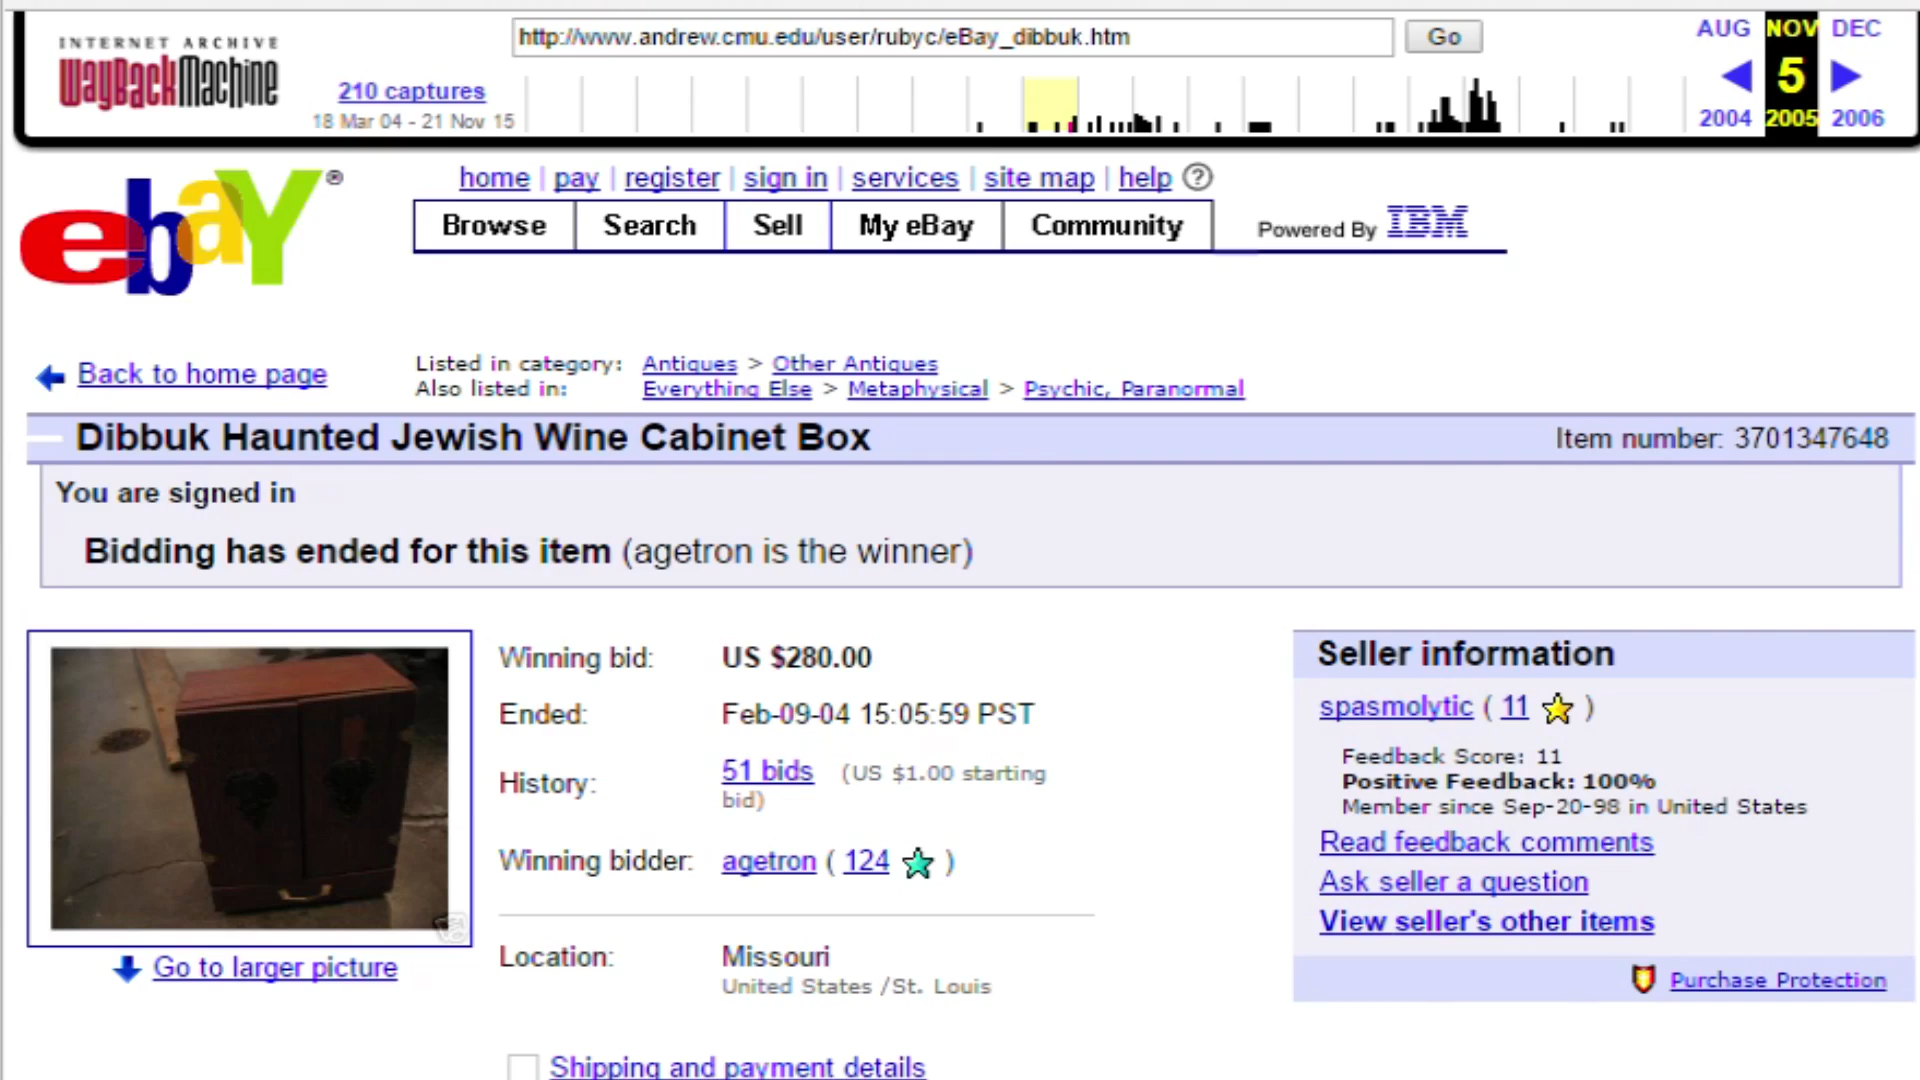 INTERNET ARCHIVE
WayBackMachine
http://www.andrew.cmu.edu/user/rubyc/eBay_dibbuk.htm
Go
AUG NOV DEC
210 captures
5
18 Mar 04 - 21 Nov 15
2004 2005 2006
ebaY®
home | pay | register | sign in | services | site map | help ?
Browse Search Sell My eBay Community
Powered By IBM
Back to home page
Listed in category: Antiques > Other Antiques
Also listed in: Everything Else > Metaphysical > Psychic, Paranormal
Dibbuk Haunted Jewish Wine Cabinet Box
Item number: 3701347648
You are signed in
Bidding has ended for this item (agetron is the winner)
Go to larger picture
Winning bid: US $280.00
Ended: Feb-09-04 15:05:59 PST
History: 51 bids (US $1.00 starting
bid)
Winning bidder: agetron ( 124 )
Location: Missouri
United States /St. Louis
Shipping and payment details
Seller information
spasmolytic ( 11 )
Feedback Score: 11
Positive Feedback: 100%
Member since Sep-20-98 in United States
Read feedback comments
Ask seller a question
View seller's other items
Purchase Protection